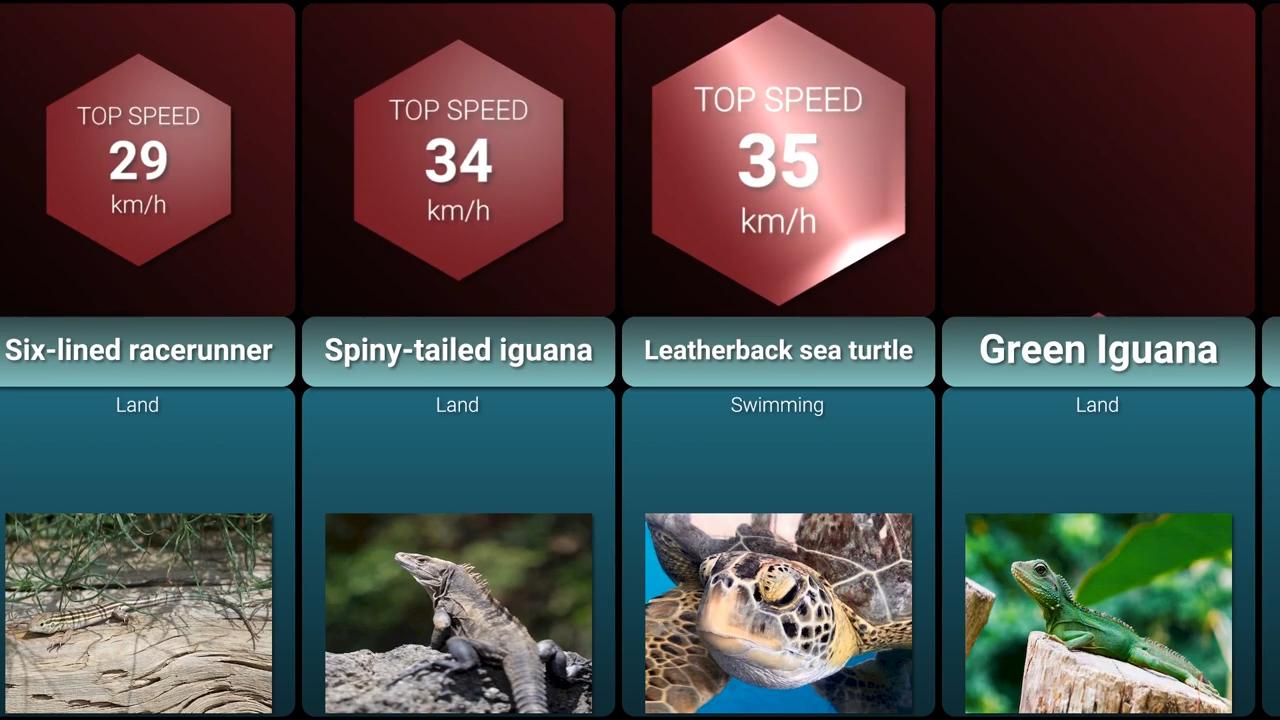 TOP SPEED
29
km/h
Six-lined racerunner
Land
TOP SPEED
34
km/h
Spiny-tailed iguana
Land
TOP SPEED
35
km/h
Leatherback sea turtle
Swimming
Green Iguana
Land